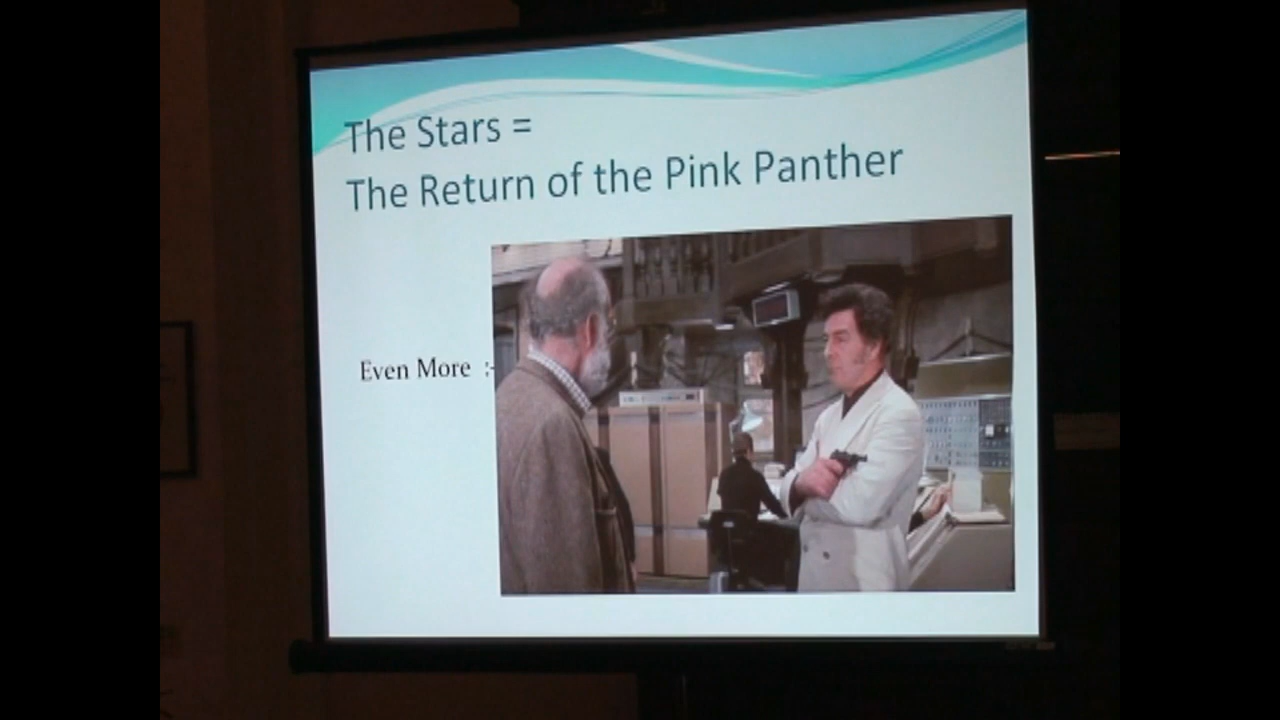 The Stars =
The Return of the Pink Panther
Even More :-